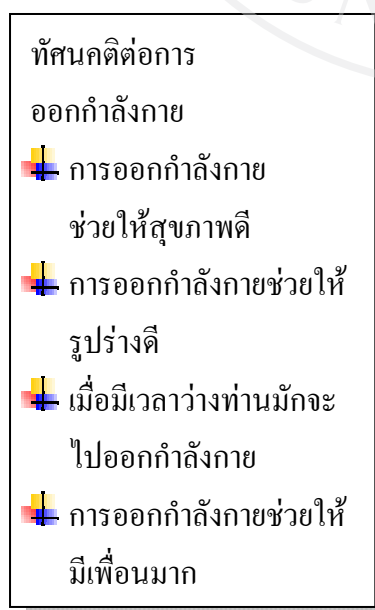 ทัศนคติต่อการ
ออกกำลังกาย
การออกกำลังกาย
ช่วยให้สุขภาพดี
การออกกำลังกายช่วยให้
รูปร่างดี
เมื่อมีเวลาว่างท่านมักจะ
ไปออกกำลังกาย
การออกกำลังกายช่วยให้
มีเพื่อนมาก